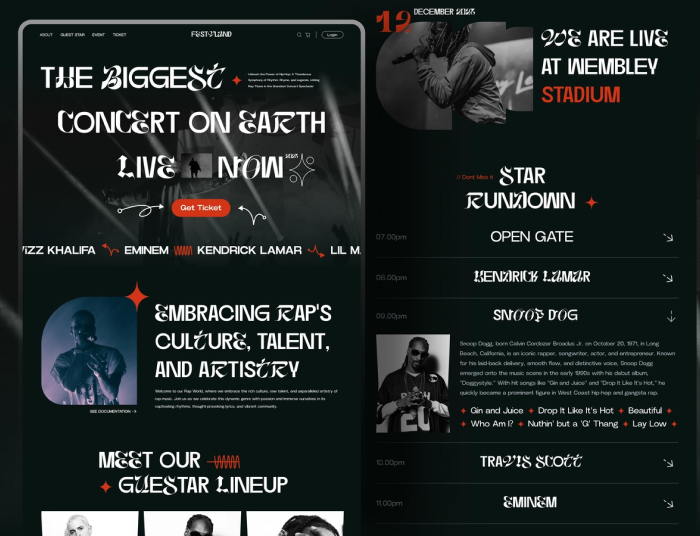 ABOUT GUEST STAR EVENT TICKET
FESTYLAND
Login
THE BIGGEST
Unleash the Power of Hip-Hop: A Thunderous
Symphony of Rhythm, Rhyme, and Legends, Uniting
Rap Titans in the Grandest Concert Spectacular
CONCERT ON EARTH
LIVE NOW 2023
Get Ticket
IZZ KHALIFA EMINEM KENDRICK LAMAR LIL M
EMBRACING RAP'S
CULTURE, TALENT,
AND ARTISTRY
Welcome to our Rap World, where we embrace the rich culture, raw talent, and unparalleled artistry of
rap music. Join us as we celebrate this dynamic genre with passion and immerse ourselves in its
captivating rhythms, thought-provoking lyrics, and vibrant community.
SEE DOCUMENTATION
MEET OUR
GUESTAR LINEUP
12 DECEMBER 2023
WE ARE LIVE
AT WEMBLEY
STADIUM
// Dont Miss it STAR
RUNDOWN
07.00pm OPEN GATE
08.00pm KENDRICK LAMAR
09.00pm SNOOP DOG
Snoop Dogg, born Calvin Cordozar Broadus Jr. on October 20, 1971, in Long
Beach, California, is an iconic rapper, songwriter, actor, and entrepreneur. Known
for his laid-back delivery, smooth flow, and distinctive voice, Snoop Dogg
emerged onto the music scene in the early 1990s with his debut album,
"Doggystyle." With hit songs like "Gin and Juice" and "Drop It Like It's Hot," he
quickly became a prominent figure in West Coast hip-hop and gangsta rap.
Gin and Juice Drop It Like It's Hot Beautiful
Who Am I? Nuthin' but a 'G' Thang Lay Low
10.00pm TRAVIS SCOTT
11.00pm EMINEM